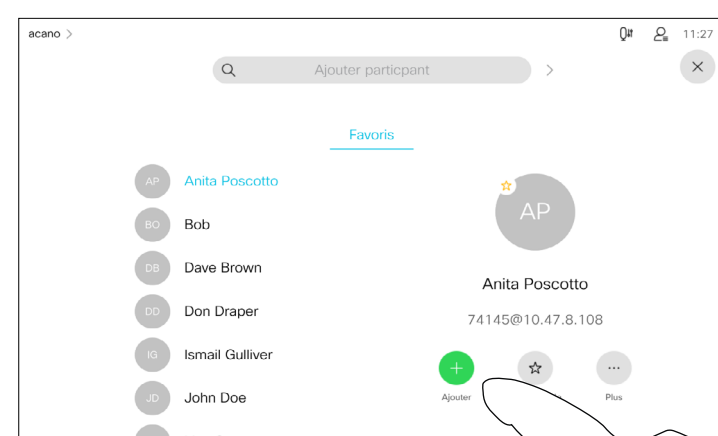 acano >
11:27
Ajouter particpant
Favoris
AP Anita Poscotto
BO Bob
DB Dave Brown
DD Don Draper
IG Ismail Gulliver
JD John Doe
AP
Anita Poscotto
74145@10.47.8.108
Ajouter
Plus